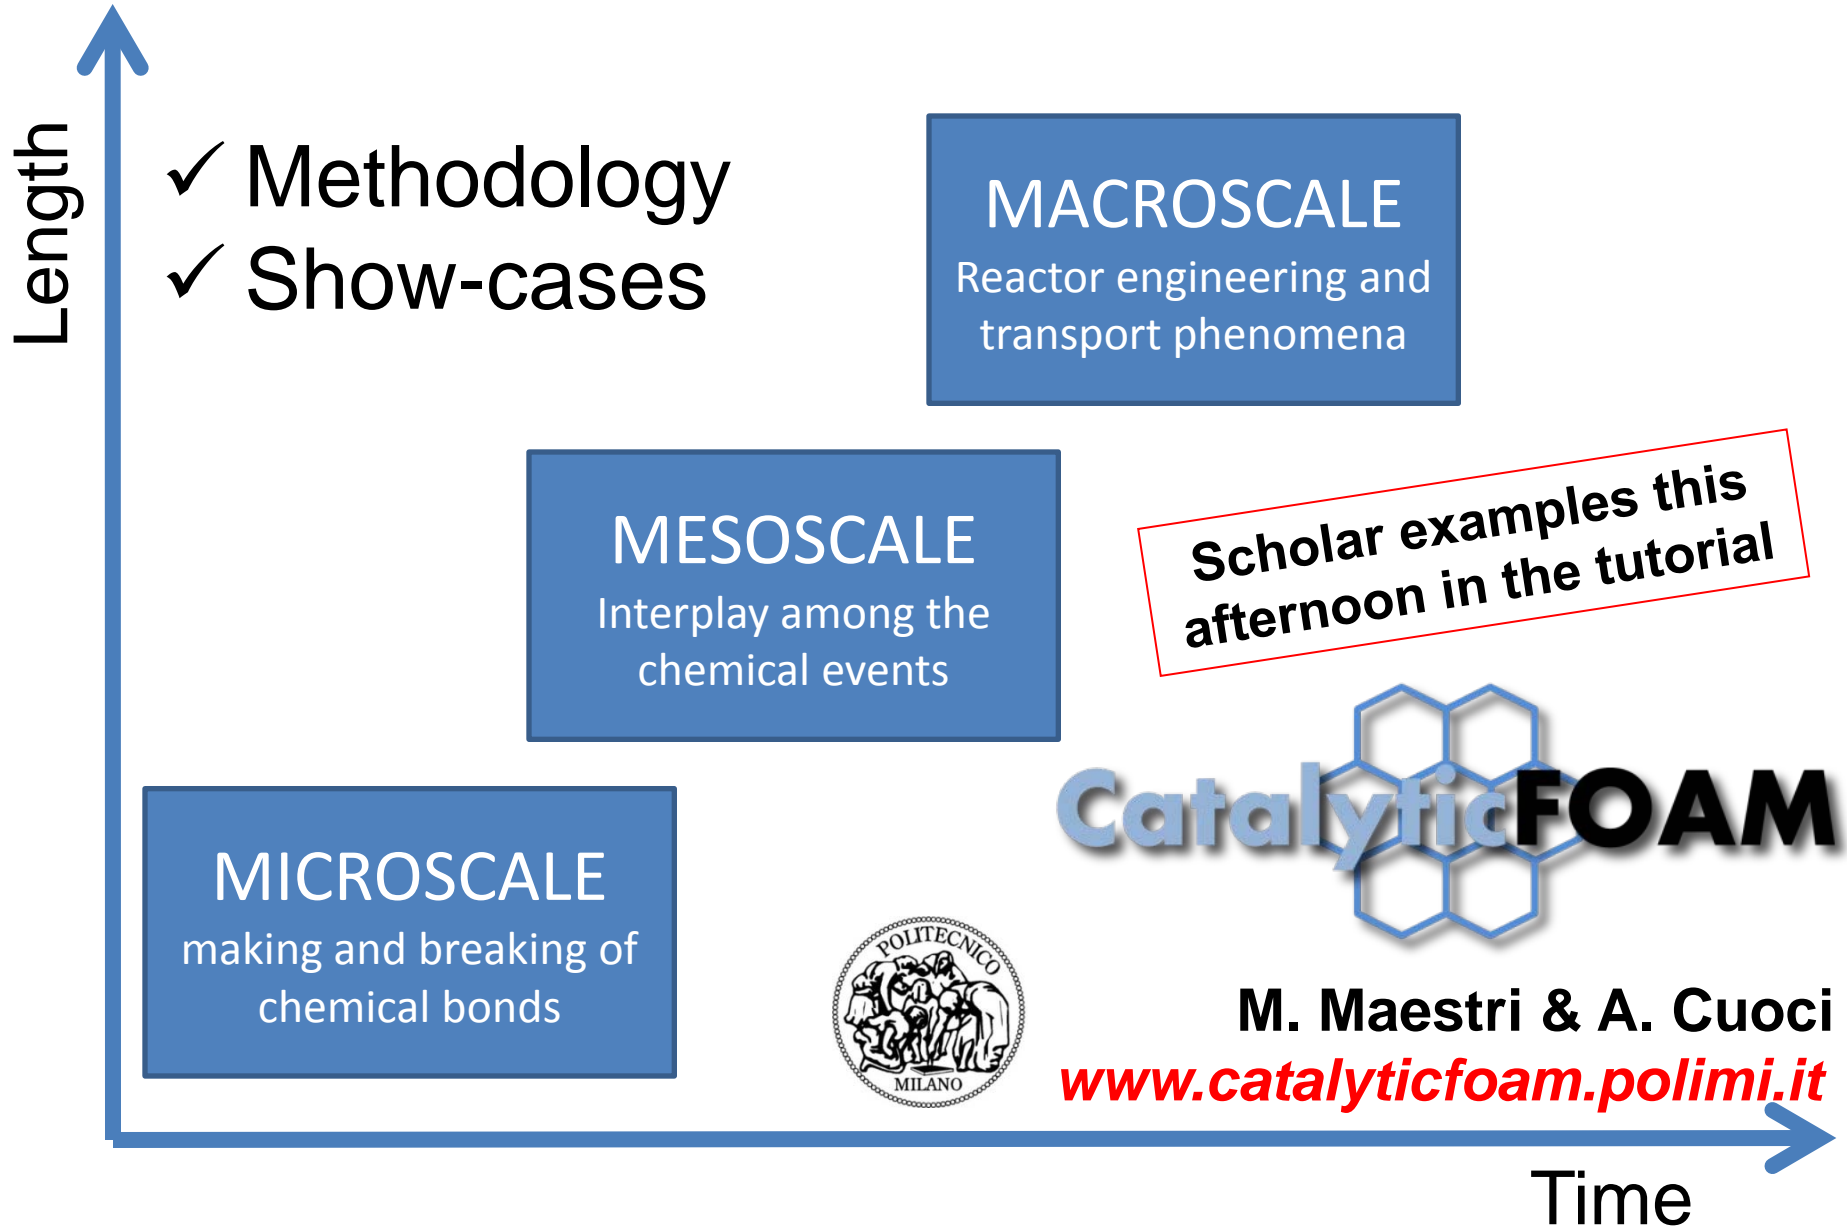 Length
✓ Methodology
✓ Show-cases
MACROSCALE
Reactor engineering and
transport phenomena
MESOSCALE
Interplay among the
chemical events
Scholar examples this
afternoon in the tutorial
CatalyticFOAM
MICROSCALE
making and breaking of
chemical bonds
POLITECNICO
MILANO
M. Maestri & A. Cuoci
www.catalyticfoam.polimi.it
Time